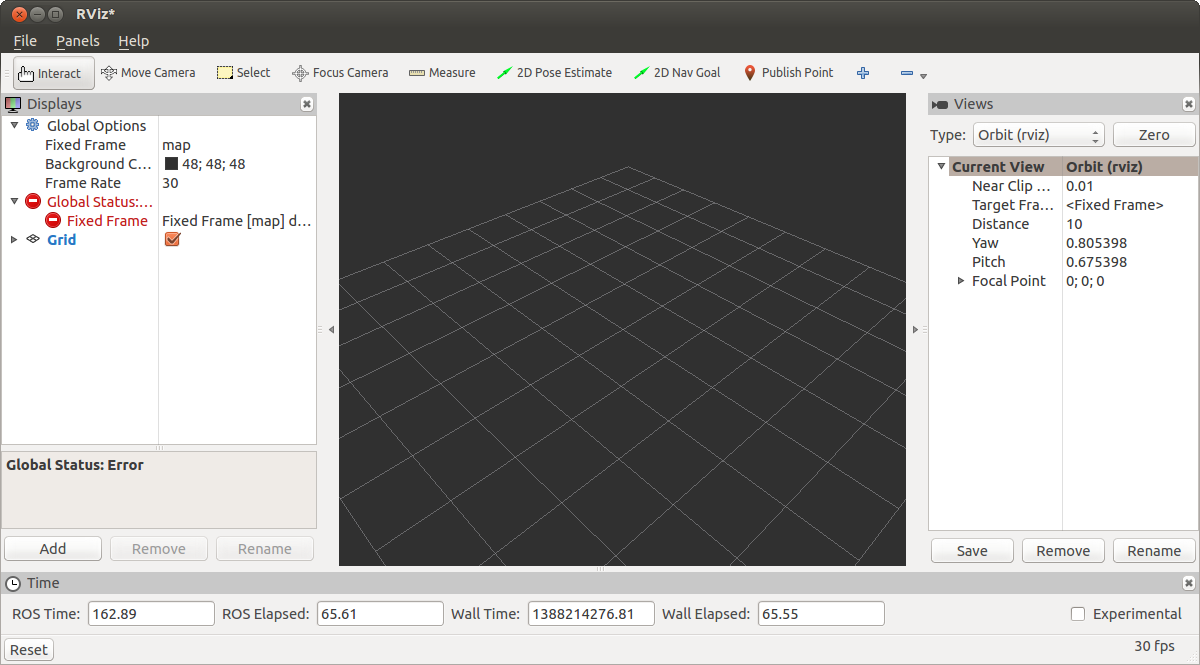 RViz*
File Panels Help
Interact Move Camera Select Focus Camera Measure 2D Pose Estimate 2D Nav Goal Publish Point
Displays
Global Options
Fixed Frame map
Background C... 48; 48; 48
Frame Rate 30
Global Status:...
Fixed Frame Fixed Frame [map] d...
Grid
Global Status: Error
Add Remove Rename
Views
Type: Orbit (rviz) Zero
Current View Orbit (rviz)
Near Clip ... 0.01
Target Fra... <Fixed Frame>
Distance 10
Yaw 0.805398
Pitch 0.675398
Focal Point 0; 0; 0
Save Remove Rename
Time
ROS Time: 162.89 ROS Elapsed: 65.61 Wall Time: 1388214276.81 Wall Elapsed: 65.55 Experimental
Reset 30 fps